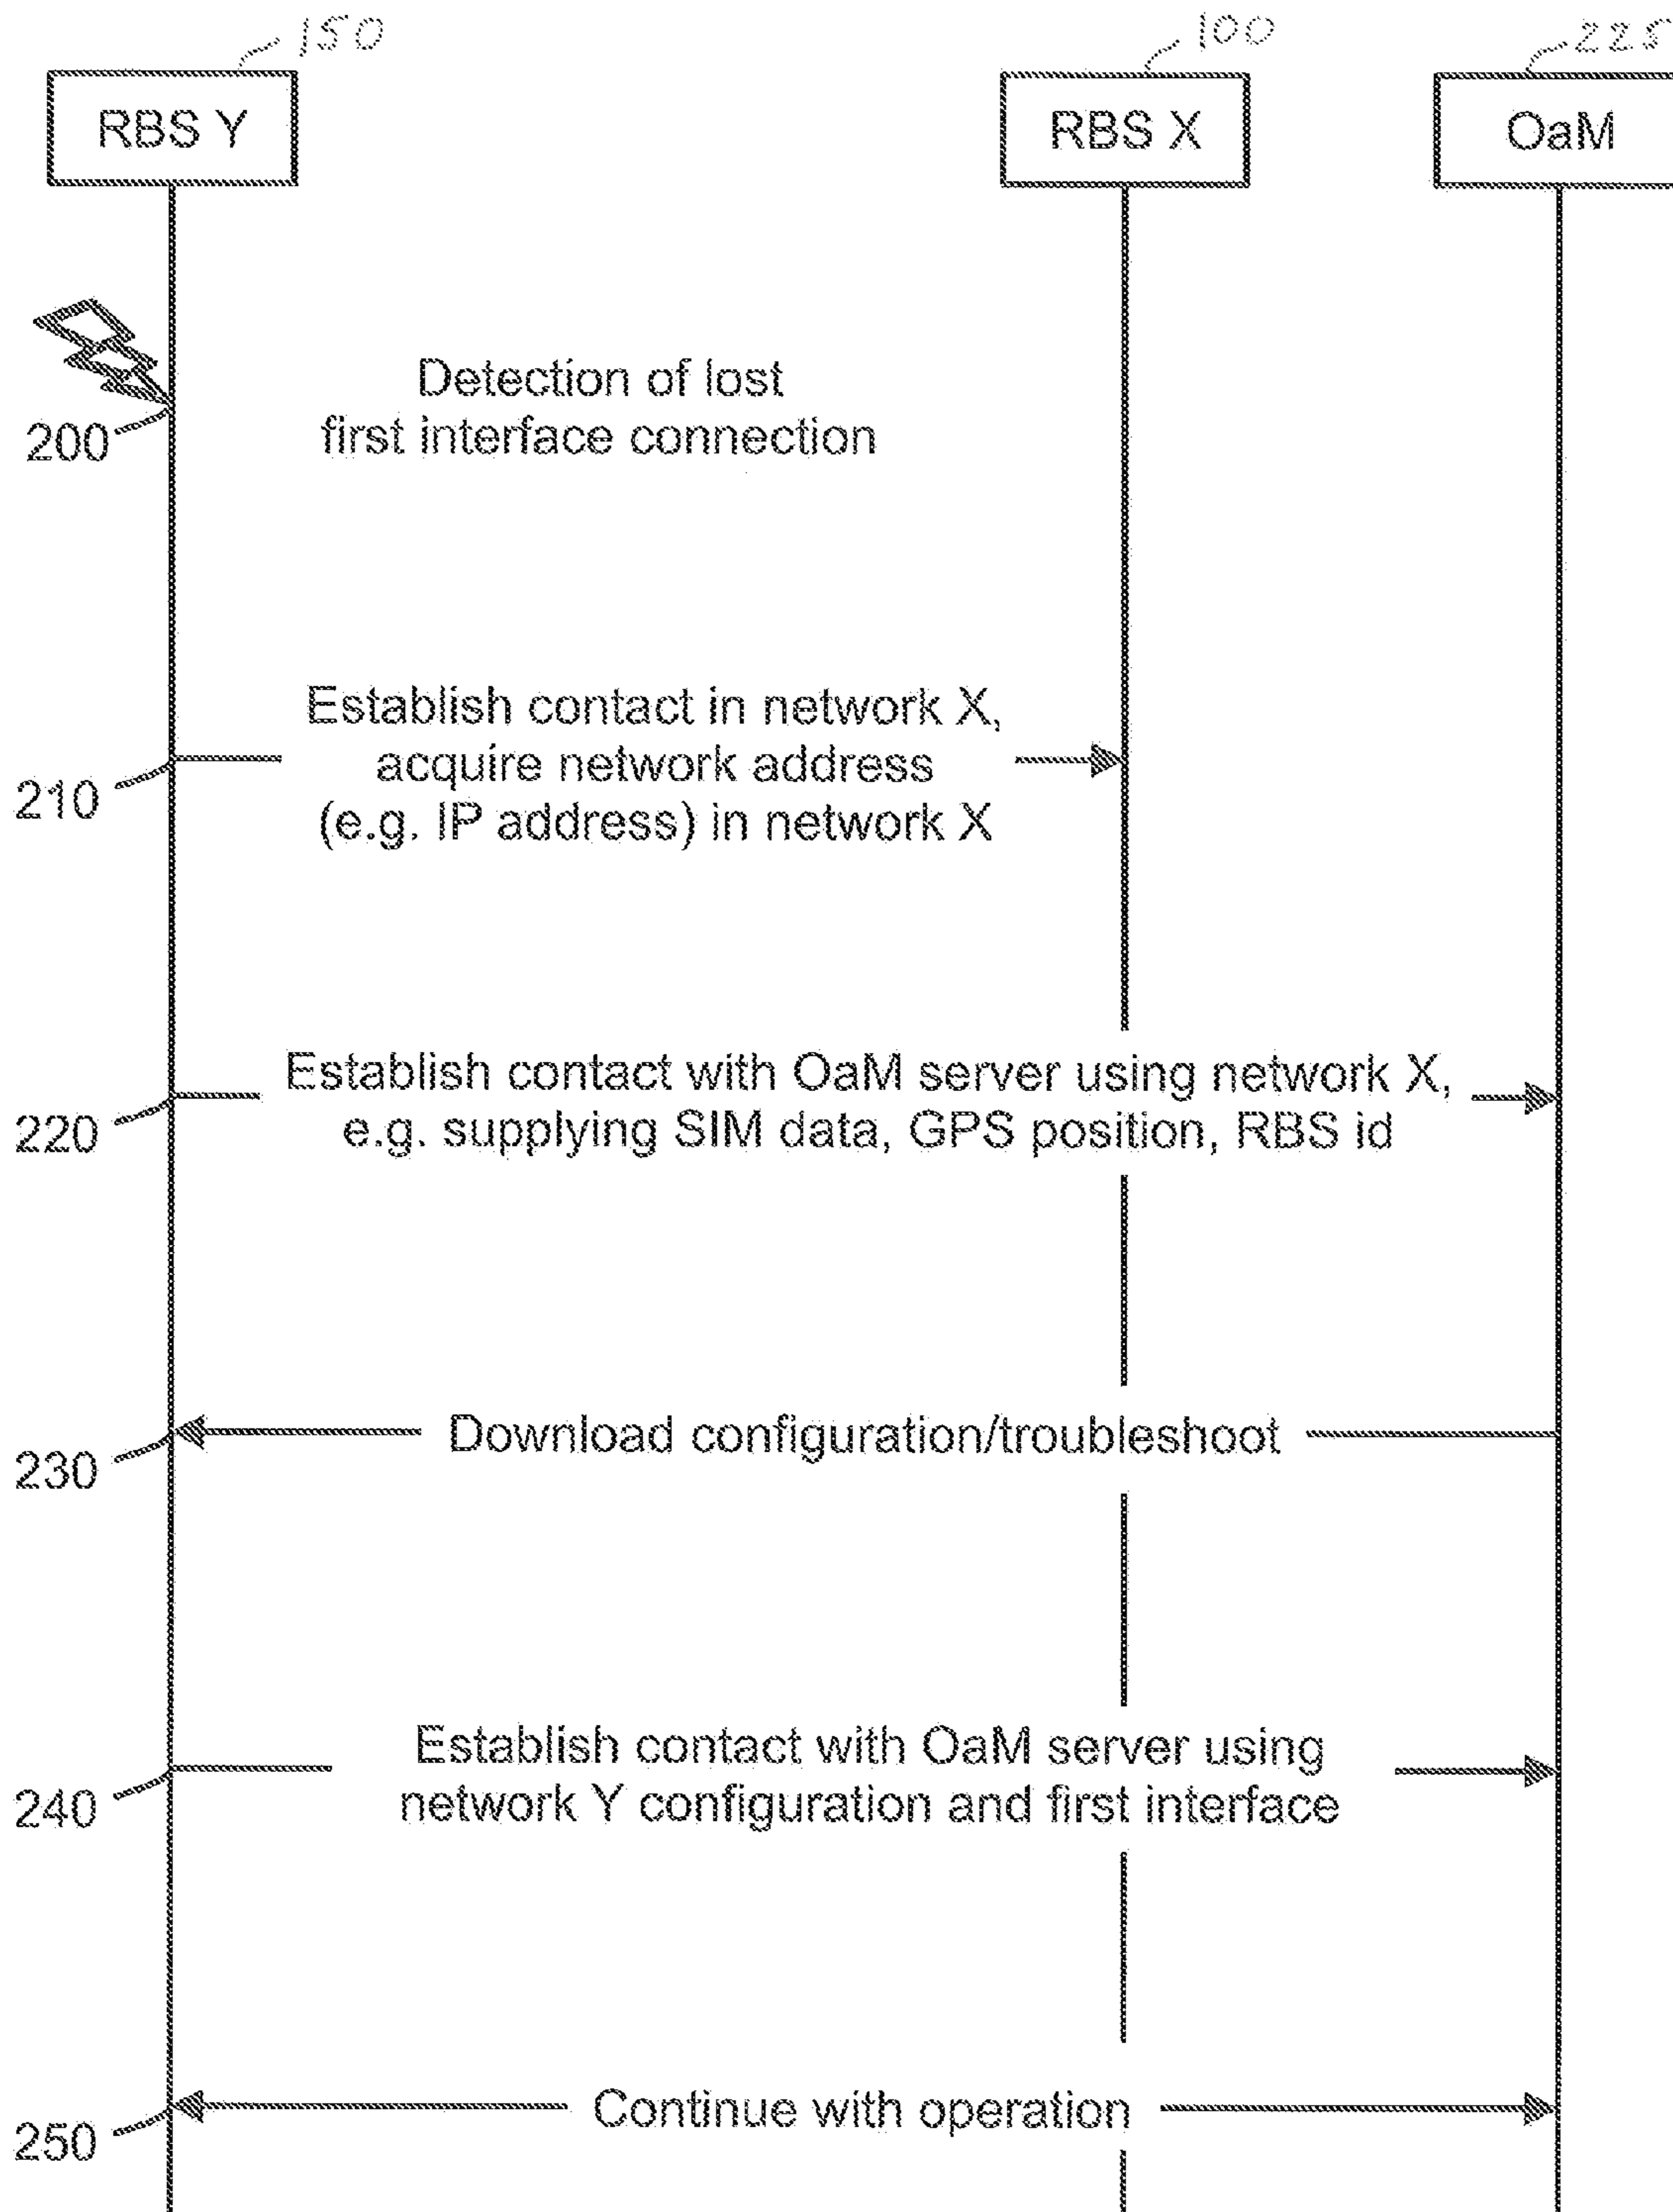 150
100
225
RBS Y
RBS X
OaM
Detection of lost
first interface connection
200
Establish contact in network X,
acquire network address
(e.g. IP address) in network X
210
Establish contact with OaM server using network X,
e.g. supplying SIM data, GPS position, RBS id
220
Download configuration/troubleshoot
230
Establish contact with OaM server using
network Y configuration and first interface
240
Continue with operation
250